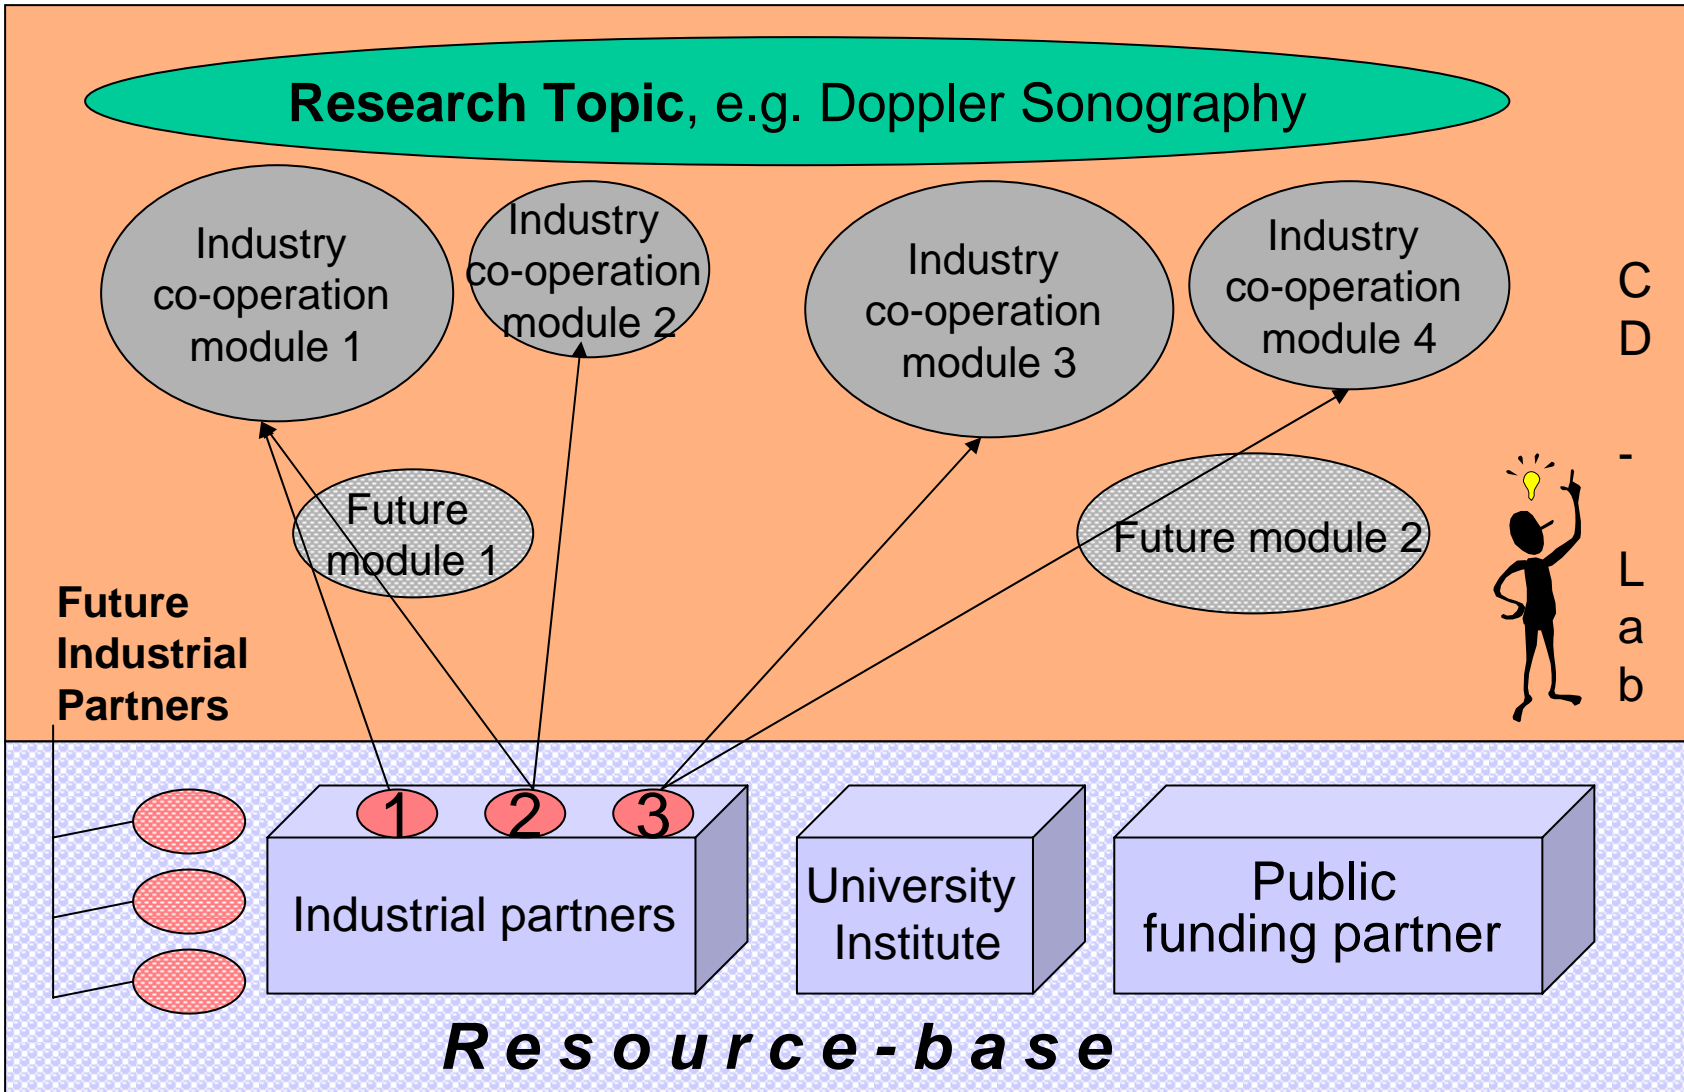 Research Topic, e.g. Doppler Sonography
Industry
co-operation
module 1
Industry
co-operation
module 2
Industry
co-operation
module 3
Industry
co-operation
module 4
C
D
-
L
a
b
Future
module 1
Future module 2
Future
Industrial
Partners
1
2
3
Industrial partners
University
Institute
Public
funding partner
Resource-base